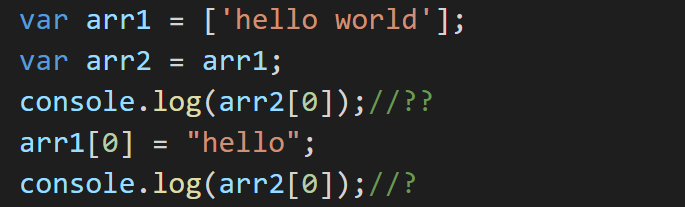 var arr1 = ['hello world'];
var arr2 = arr1;
console.log(arr2[0]);//??
arr1[0] = "hello";
console.log(arr2[0]);//?